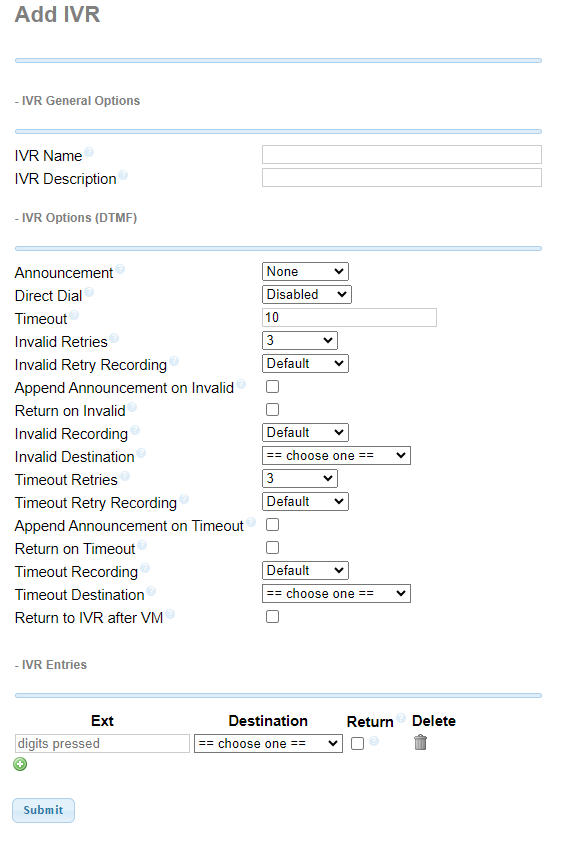 Add IVR
- IVR General Options
IVR Name ?
IVR Description ?
- IVR Options (DTMF)
Announcement ? None
Direct Dial ? Disabled
Timeout ? 10
Invalid Retries ? 3
Invalid Retry Recording ? Default
Append Announcement on Invalid ?
Return on Invalid ?
Invalid Recording ? Default
Invalid Destination ? == choose one ==
Timeout Retries ? 3
Timeout Retry Recording ? Default
Append Announcement on Timeout ?
Return on Timeout ?
Timeout Recording ? Default
Timeout Destination ? == choose one ==
Return to IVR after VM ?
- IVR Entries
Ext Destination Return ? Delete
digits pressed == choose one == ?
Submit